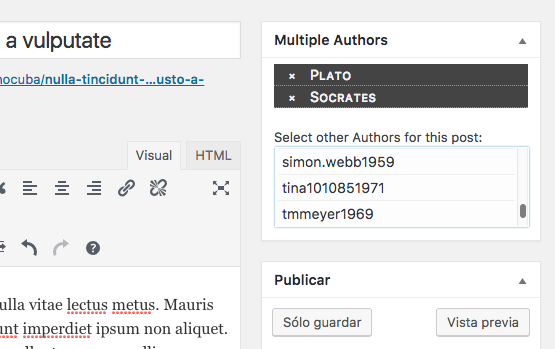 a vulputate
nocuba/nulla-tincidunt-...usto-a-
Visual HTML
ulla vitae lectus metus. Mauris
unt imperdiet ipsum non aliquet.
Multiple Authors
× PLATO
× SOCRATES
Select other Authors for this post:
simon.webb1959
tina1010851971
tmmeyer1969
Publicar
Sólo guardar Vista previa